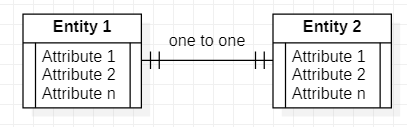 Entity 1
Attribute 1
Attribute 2
Attribute n
one to one
Entity 2
Attribute 1
Attribute 2
Attribute n